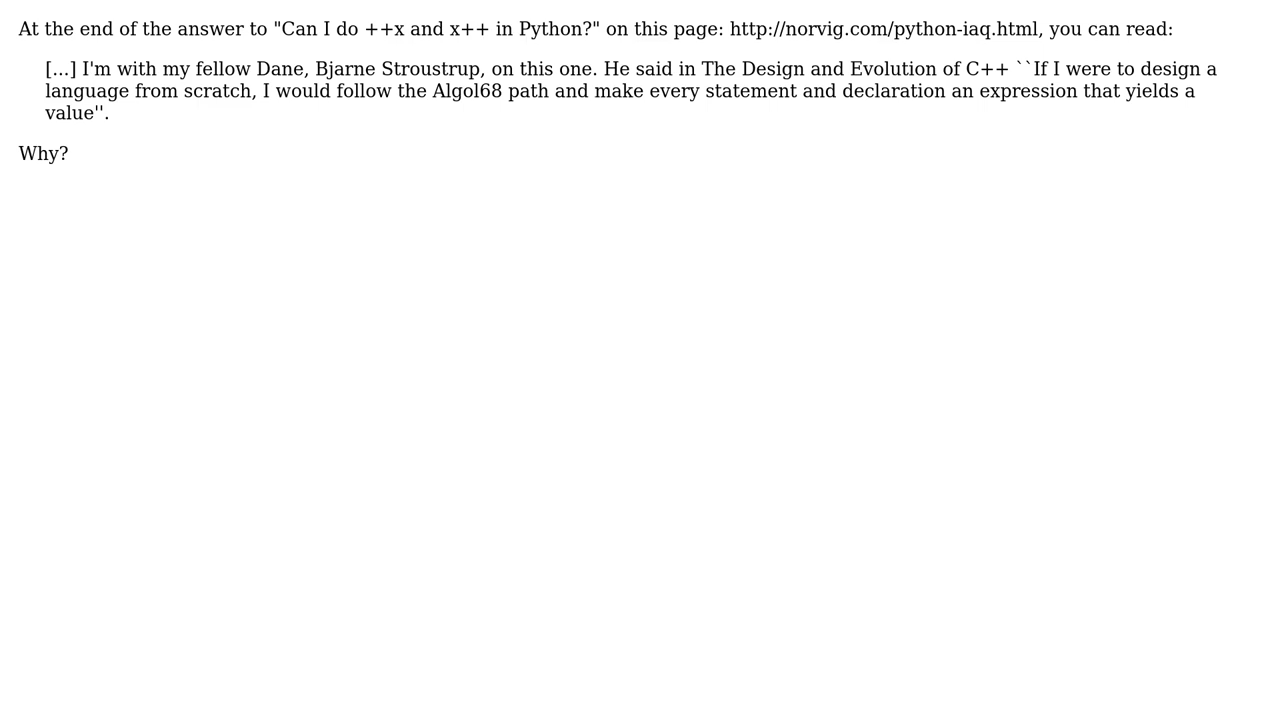 At the end of the answer to "Can I do ++x and x++ in Python?" on this page: http://norvig.com/python-iaq.html, you can read:
[...] I'm with my fellow Dane, Bjarne Stroustrup, on this one. He said in The Design and Evolution of C++ ``If I were to design a
language from scratch, I would follow the Algol68 path and make every statement and declaration an expression that yields a
value''.
Why?